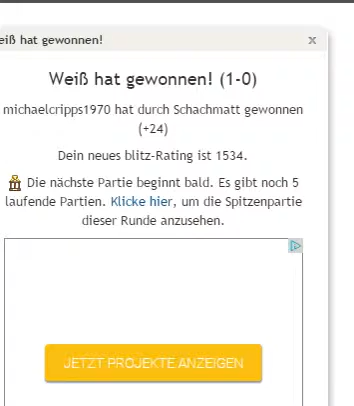 eiß hat gewonnen! x
Weiß hat gewonnen! (1-0)
michaelcripps1970 hat durch Schachmatt gewonnen
(+24)
Dein neues blitz-Rating ist 1534.
Die nächste Partie beginnt bald. Es gibt noch 5
laufende Partien. Klicke hier, um die Spitzenpartie
dieser Runde anzusehen.
JETZT PROJEKTE ANZEIGEN